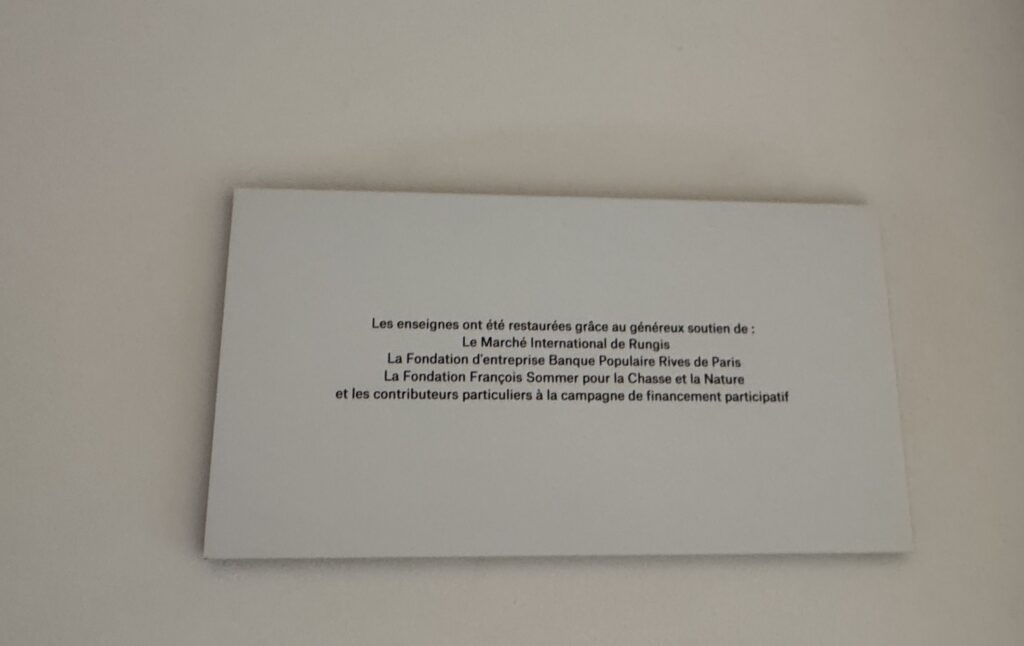 Les enseignes ont été restaurées grâce au généreux soutien de :
Le Marché International de Rungis
La Fondation d'entreprise Banque Populaire Rives de Paris
La Fondation François Sommer pour la Chasse et la Nature
et les contributeurs particuliers à la campagne de financement participatif